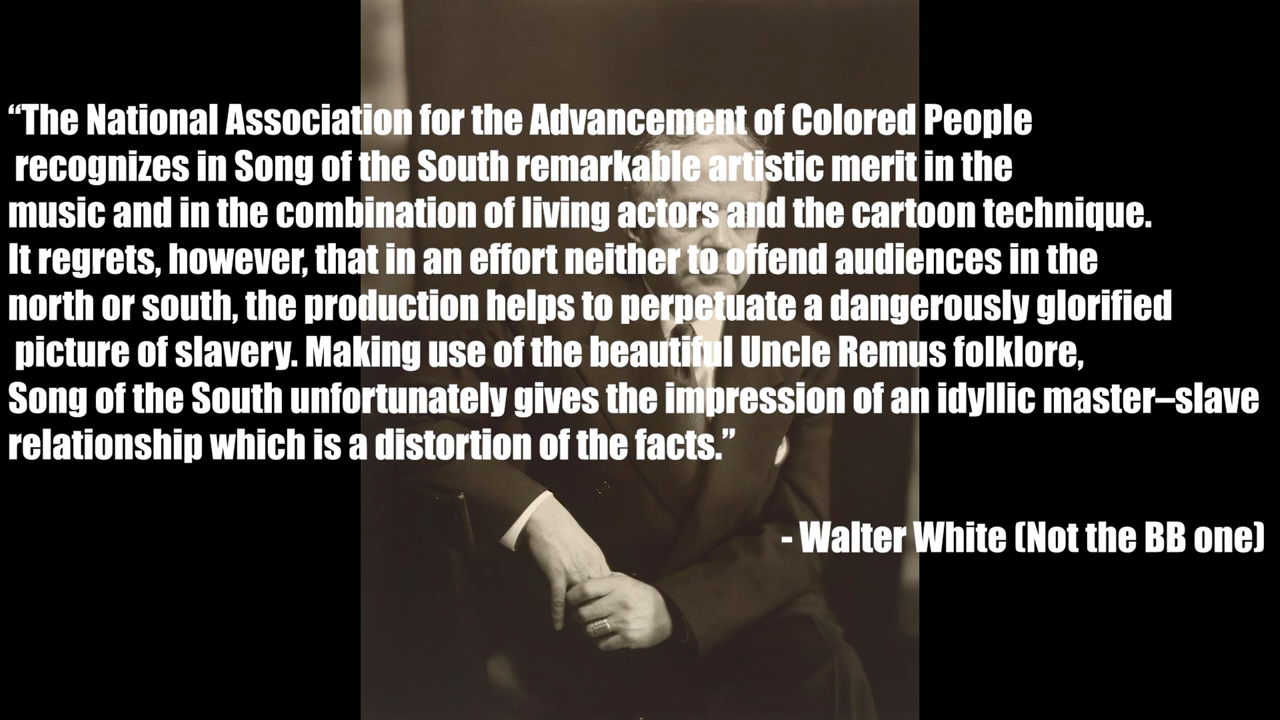 “The National Association for the Advancement of Colored People
recognizes in Song of the South remarkable artistic merit in the
music and in the combination of living actors and the cartoon technique.
It regrets, however, that in an effort neither to offend audiences in the
north or south, the production helps to perpetuate a dangerously glorified
picture of slavery. Making use of the beautiful Uncle Remus folklore,
Song of the South unfortunately gives the impression of an idyllic master–slave
relationship which is a distortion of the facts.”
- Walter White (Not the BB one)